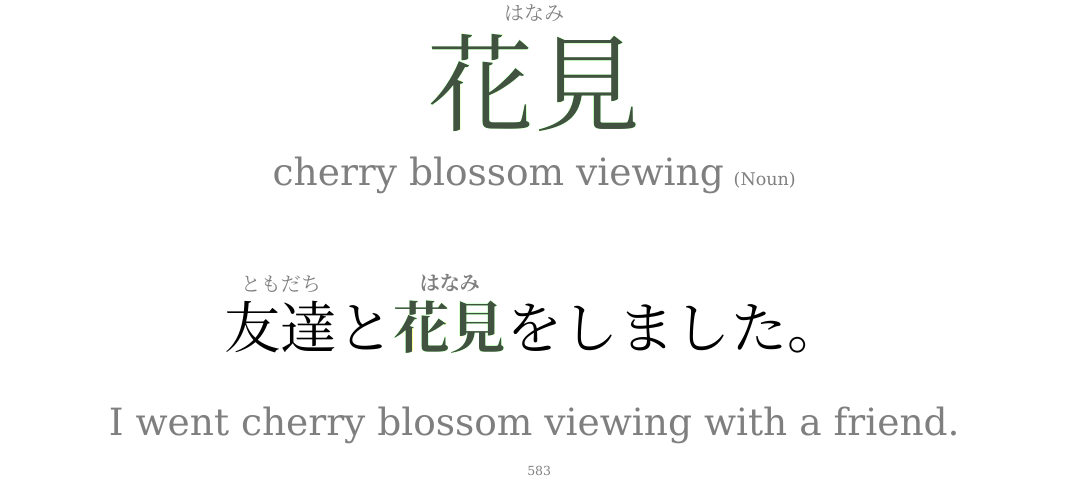 はなみ
花見
cherry blossom viewing (Noun)
ともだち はなみ
友達と花見をしました。
I went cherry blossom viewing with a friend.
583